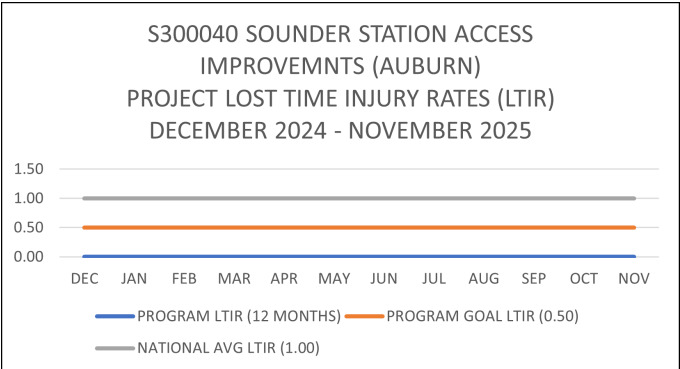 S300040 SOUNDER STATION ACCESS
IMPROVEMNTS (AUBURN)
PROJECT LOST TIME INJURY RATES (LTIR)
DECEMBER 2024 - NOVEMBER 2025
1.50
1.00
0.50
0.00
DEC JAN FEB MAR APR MAY JUN JUL AUG SEP OCT NOV
PROGRAM LTIR (12 MONTHS) PROGRAM GOAL LTIR (0.50)
NATIONAL AVG LTIR (1.00)